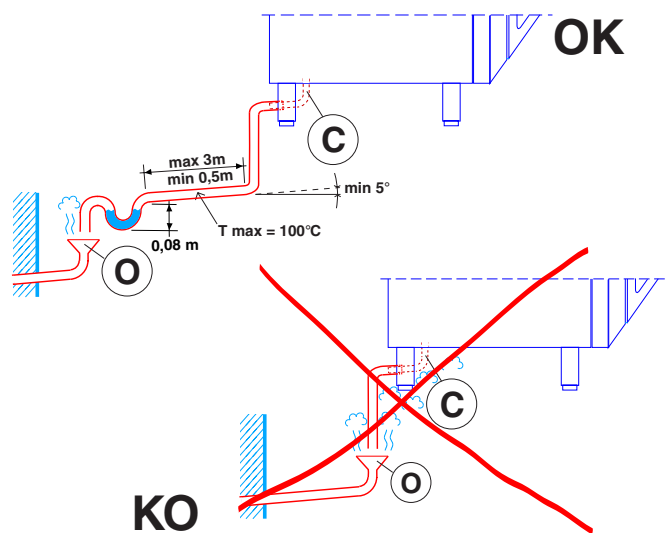 OK
C
max 3m
min 0,5m
min 5°
T max = 100°C
0,08 m
O
C
O
KO